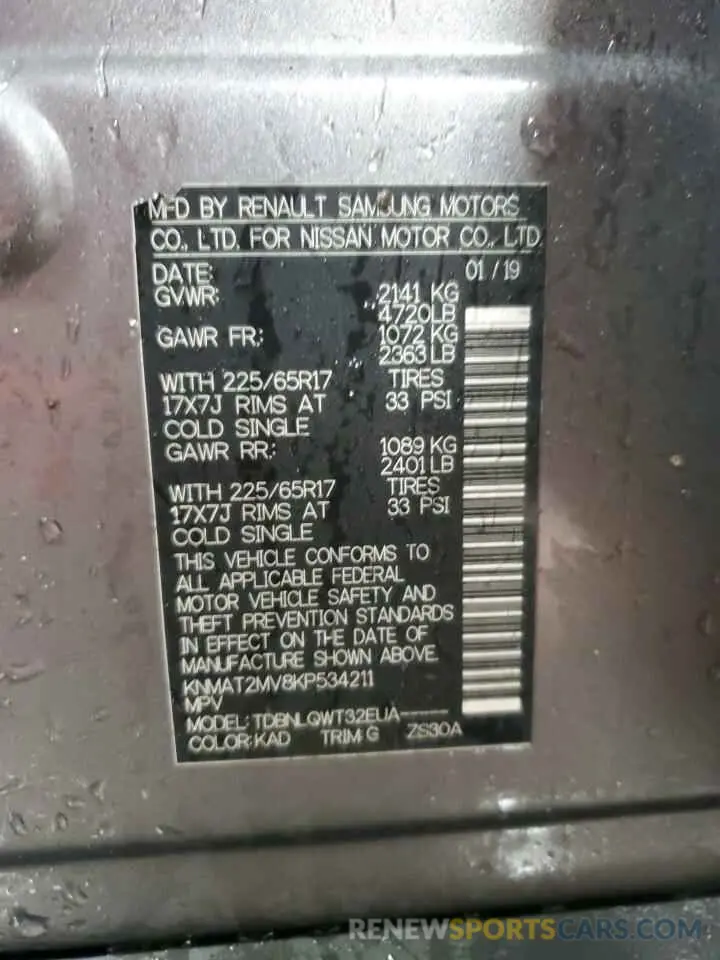 MFD BY RENAULT SAMSUNG MOTORS
CO., LTD. FOR NISSAN MOTOR CO., LTD
DATE: 01 / 19
GVWR: 2141 KG
4720LB
GAWR FR: 1072 KG
2363 LB
WITH 225/65R17 TIRES
17X7J RIMS AT 33 PSI
COLD SINGLE
GAWR RR: 1089 KG
2401 LB
WITH 225/65R17 TIRES
17X7J RIMS AT 33 PSI
COLD SINGLE
THIS VEHICLE CONFORMS TO
ALL APPLICABLE FEDERAL
MOTOR VEHICLE SAFETY AND
THEFT PREVENTION STANDARDS
IN EFFECT ON THE DATE OF
MANUFACTURE SHOWN ABOVE.
KNMAT2MV8KP534211
MPV
MODEL: TDBNLQWT32EUA------
COLOR: KAD TRIM: G ZS30A
RENEWSPORTSCARS.COM